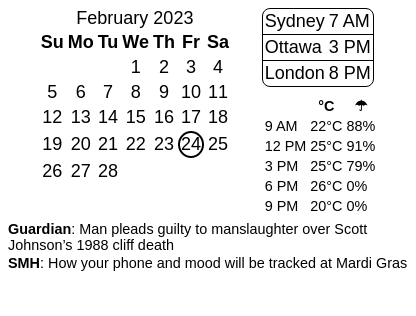 February 2023
Su Mo Tu We Th Fr Sa
1 2 3 4
5 6 7 8 9 10 11
12 13 14 15 16 17 18
19 20 21 22 23 24 25
26 27 28
Sydney 7 AM
Ottawa 3 PM
London 8 PM
°C ☂
9 AM 22°C 88%
12 PM 25°C 91%
3 PM 25°C 79%
6 PM 26°C 0%
9 PM 20°C 0%
Guardian: Man pleads guilty to manslaughter over Scott
Johnson’s 1988 cliff death
SMH: How your phone and mood will be tracked at Mardi Gras